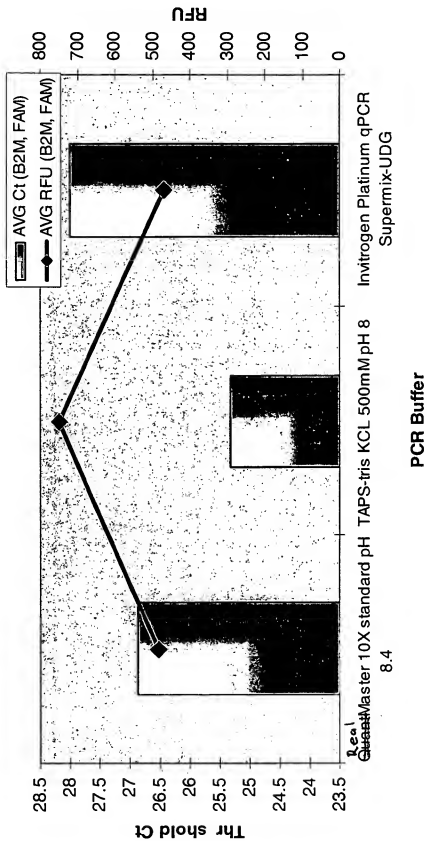 AVG Ct (B2M, FAM)
AVG RFU (B2M, FAM)
Thr shold Ct
28.5
28
27.5
27
26.5
26
25.5
25
24.5
24
23.5
RFU
800
750
700
600
500
400
300
200
100
0
Real
QuantMaster 10X standard pH
8.4
TAPS-tris KCL 500mM pH 8
Invitrogen Platinum qPCR
Supermix-UDG
PCR Buffer